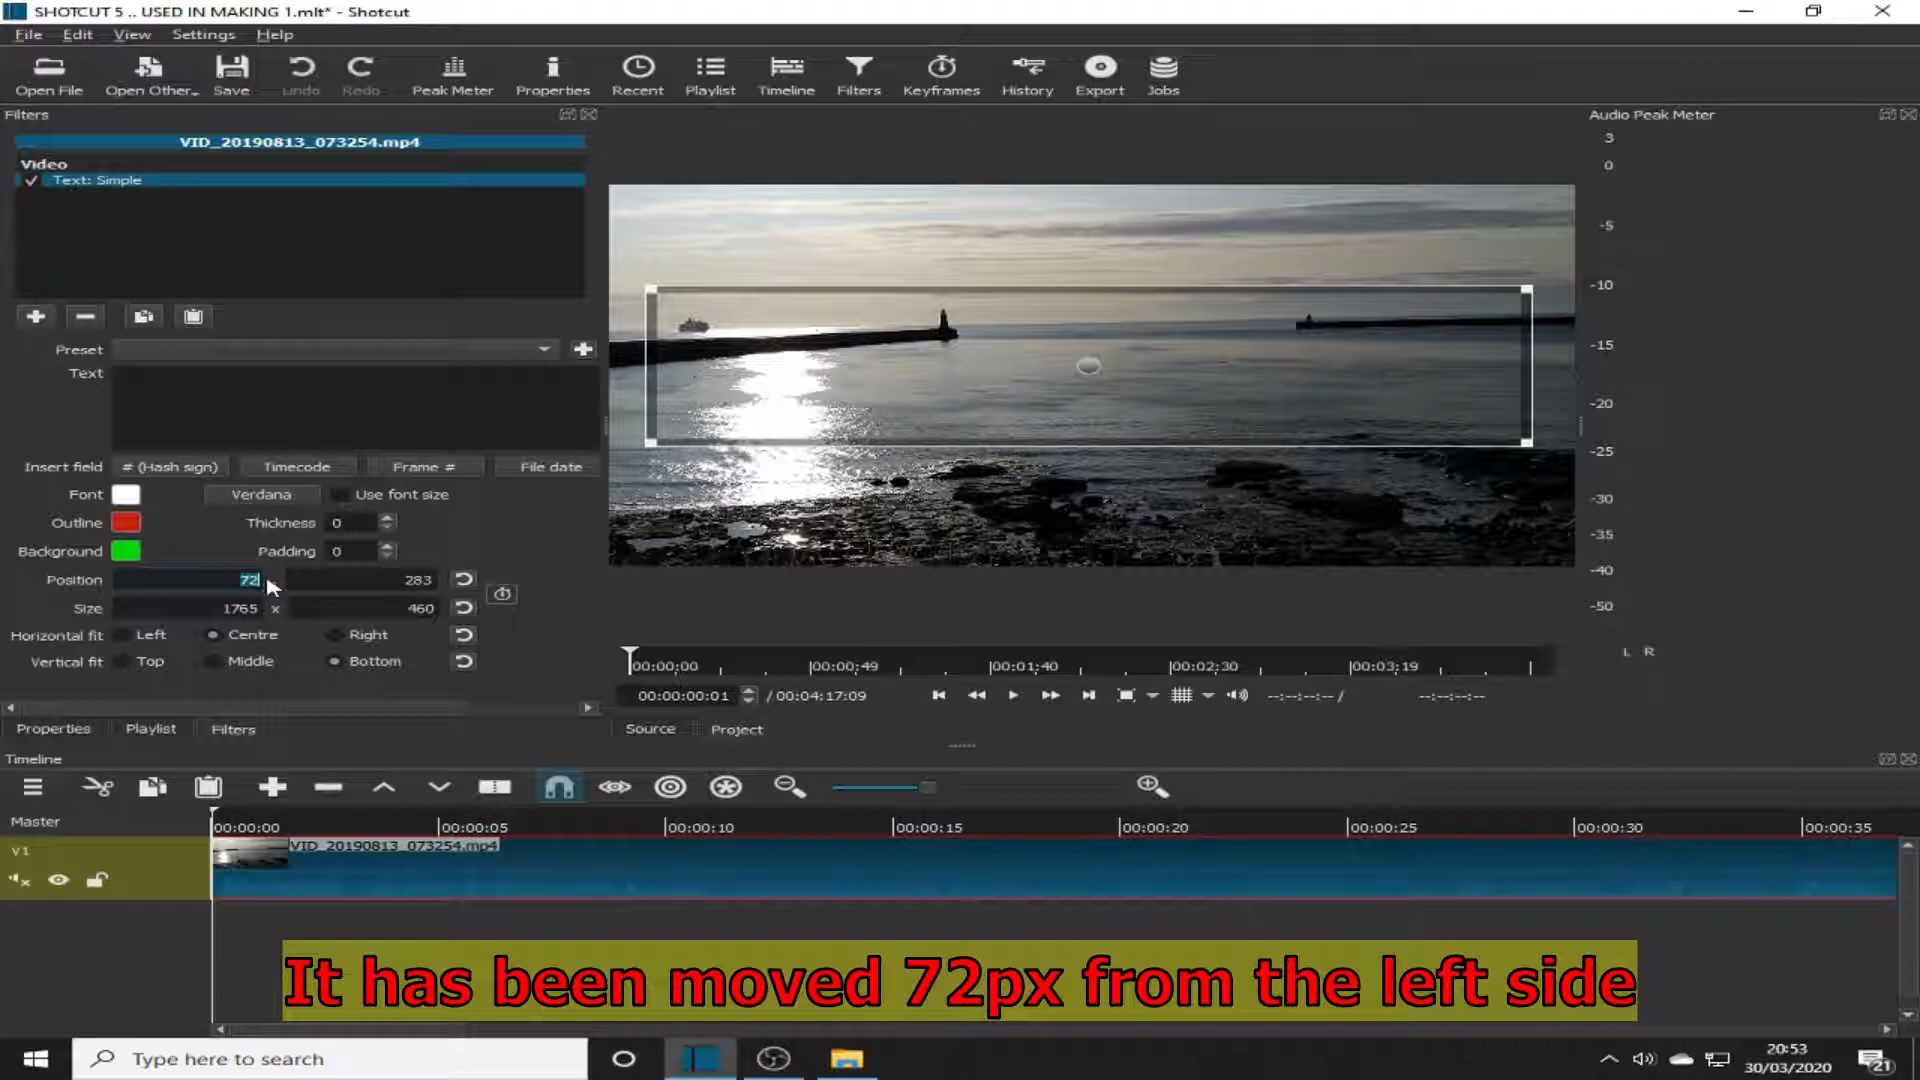 SHOTCUT 5 .. USED IN MAKING 1.mlt* - Shotcut
File Edit View Settings Help
Open File Open Other.. Save Undo Redo Peak Meter Properties Recent Playlist Timeline Filters Keyframes History Export Jobs
Filters
Audio Peak Meter
VID_20190813_073254.mp4
Video
Text: Simple
3
0
-5
-10
-15
-20
-25
-30
-35
-40
-50
L R
Preset
Text
Insert field # (Hash sign) Timecode Frame # File date
Font Verdana Use font size
Outline Thickness 0
Background Padding 0
Position 72 283
Size 1765 x 460
Horizontal fit Left Centre Right
Vertical fit Top Middle Bottom
00:00:00 00:00:49 00:01:40 00:02:30 00:03:19
00:00:00:01 / 00:04:17:09 --:--:--:-- / --:--:--:--
Properties Playlist Filters
Source Project
Timeline
Master
00:00:00 00:00:05 00:00:10 00:00:15 00:00:20 00:00:25 00:00:30 00:00:35
V1
VID_20190813_073254.mp4
It has been moved 72px from the left side
Type here to search
20:53
30/03/2020
21